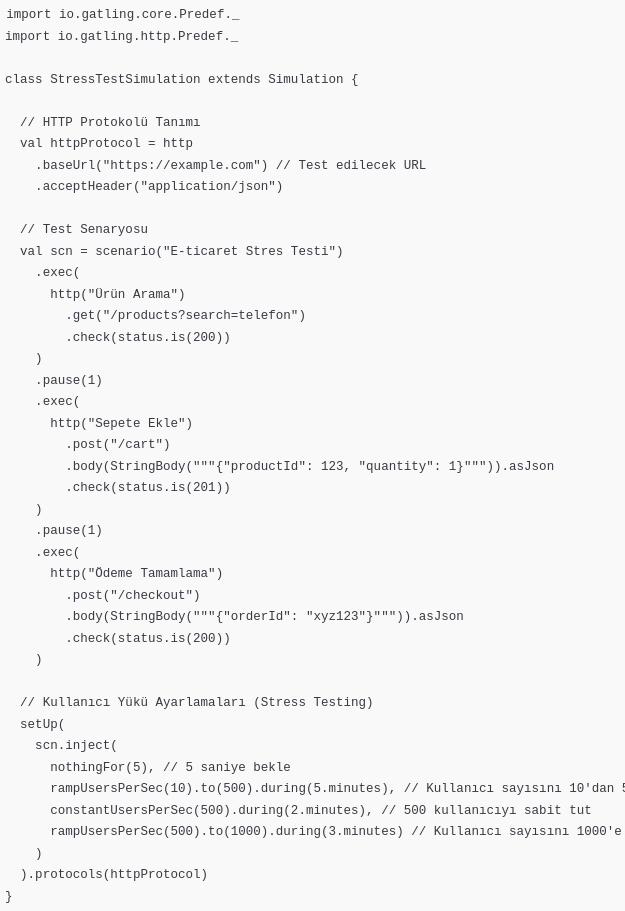 import io.gatling.core.Predef._
import io.gatling.http.Predef._
class StressTestSimulation extends Simulation {
// HTTP Protokolü Tanımı
val httpProtocol = http
.baseUrl("https://example.com") // Test edilecek URL
.acceptHeader("application/json")
// Test Senaryosu
val scn = scenario("E-ticaret Stres Testi")
.exec(
http("Ürün Arama")
.get("/products?search=telefon")
.check(status.is(200))
)
.pause(1)
.exec(
http("Sepete Ekle")
.post("/cart")
.body(StringBody("""{"productId": 123, "quantity": 1}""")).asJson
.check(status.is(201))
)
.pause(1)
.exec(
http("Ödeme Tamamlama")
.post("/checkout")
.body(StringBody("""{"orderId": "xyz123"}""")).asJson
.check(status.is(200))
)
// Kullanıcı Yükü Ayarlamaları (Stress Testing)
setUp(
scn.inject(
nothingFor(5), // 5 saniye bekle
rampUsersPerSec(10).to(500).during(5.minutes), // Kullanıcı sayısını 10'dan
constantUsersPerSec(500).during(2.minutes), // 500 kullanıcıyı sabit tut
rampUsersPerSec(500).to(1000).during(3.minutes) // Kullanıcı sayısını 1000'e
)
).protocols(httpProtocol)
}